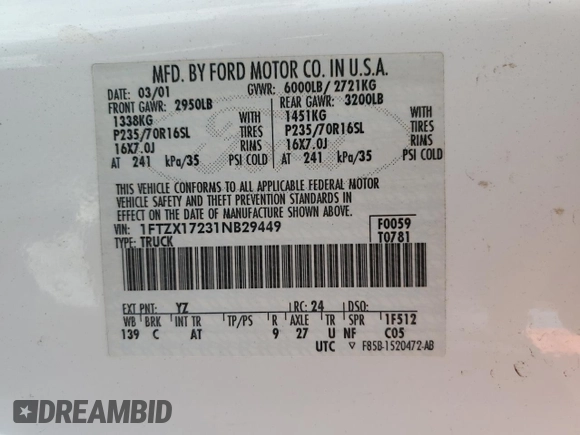 MFD. BY FORD MOTOR CO. IN U.S.A.
DATE: 03/01 GVWR: 6000LB/ 2721KG
FRONT GAWR: 2950LB REAR GAWR: 3200LB
1338KG WITH 1451KG WITH
P235/70R16SL TIRES P235/70R16SL TIRES
16X7.0J RIMS 16X7.0J RIMS
AT 241 kPa/35 PSI COLD AT 241 kPa/35 PSI COLD
THIS VEHICLE CONFORMS TO ALL APPLICABLE FEDERAL MOTOR
VEHICLE SAFETY AND THEFT PREVENTION STANDARDS IN
EFFECT ON THE DATE OF MANUFACTURE SHOWN ABOVE.
VIN: 1FTZX17231NB29449 F0059
TYPE: TRUCK T0781
EXT PNT: YZ RC: 24 DSO:
WB BRK INT TR TP/PS R AXLE TR SPR 1F512
139 C AT 9 27 U NF C05
UTC F85B-1520472-AB
DREAMBID